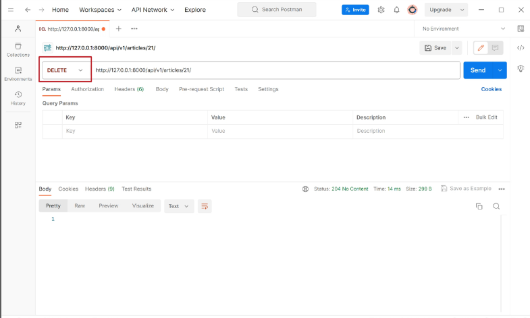 Home Workspaces API Network Explore Search Postman Invite Upgrade
http://127.0.0.1:8000/ap No Environment
http://127.0.0.1:8000/api/v1/articles/21/ Save
Collections
DELETE http://127.0.0.1:8000/api/v1/articles/21/ Send
Environments
Params Authorization Headers (6) Body Pre-request Script Tests Settings Cookies
History
Query Params
Key Value Description Bulk Edit
Key Value Description
Body Cookies Headers (9) Test Results Status: 204 No Content Time: 14 ms Size: 290 B Save as Example
Pretty Raw Preview Visualize Text
1